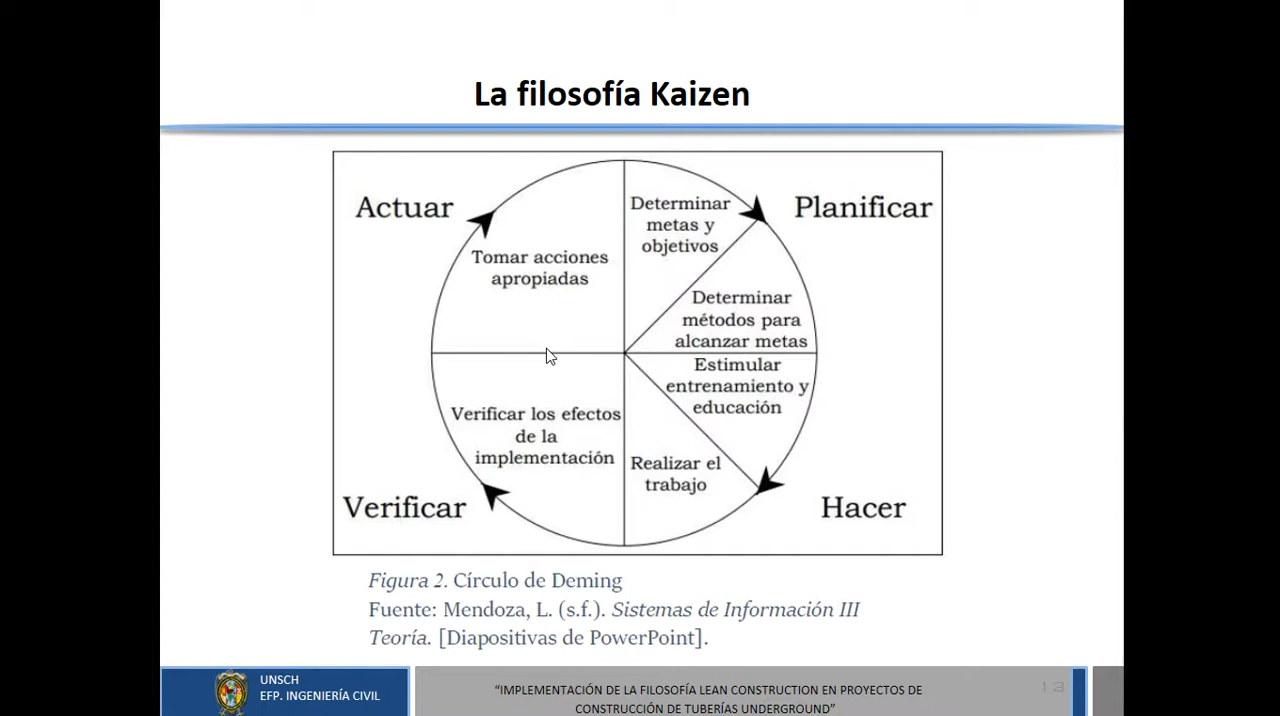 La filosofía Kaizen
Actuar
Planificar
Determinar
metas y
objetivos
Tomar acciones
apropiadas
Determinar
métodos para
alcanzar metas
Estimular
entrenamiento y
educación
Verificar los efectos
de la
implementación
Realizar el
trabajo
Verificar
Hacer
Figura 2. Círculo de Deming
Fuente: Mendoza, L. (s.f.). Sistemas de Información III
Teoría. [Diapositivas de PowerPoint].
UNSCH
EFP. INGENIERÍA CIVIL
“IMPLEMENTACIÓN DE LA FILOSOFÍA LEAN CONSTRUCTION EN PROYECTOS DE
CONSTRUCCIÓN DE TUBERÍAS UNDERGROUND”
13